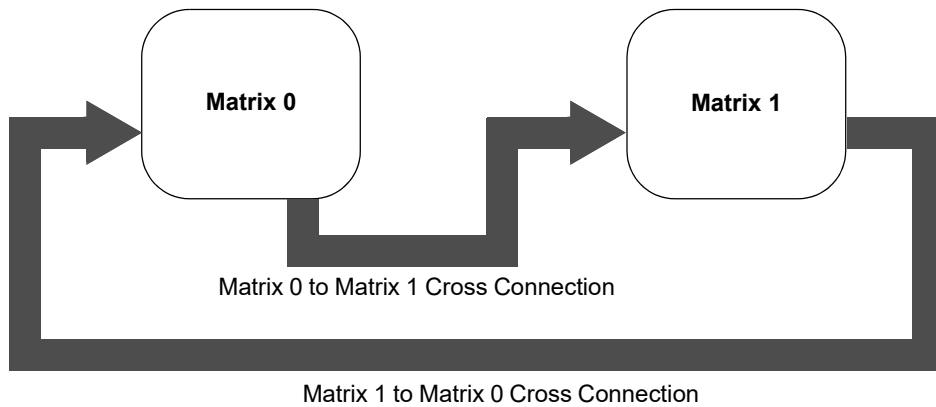 Matrix 0
Matrix 1
Matrix 0 to Matrix 1 Cross Connection
Matrix 1 to Matrix 0 Cross Connection